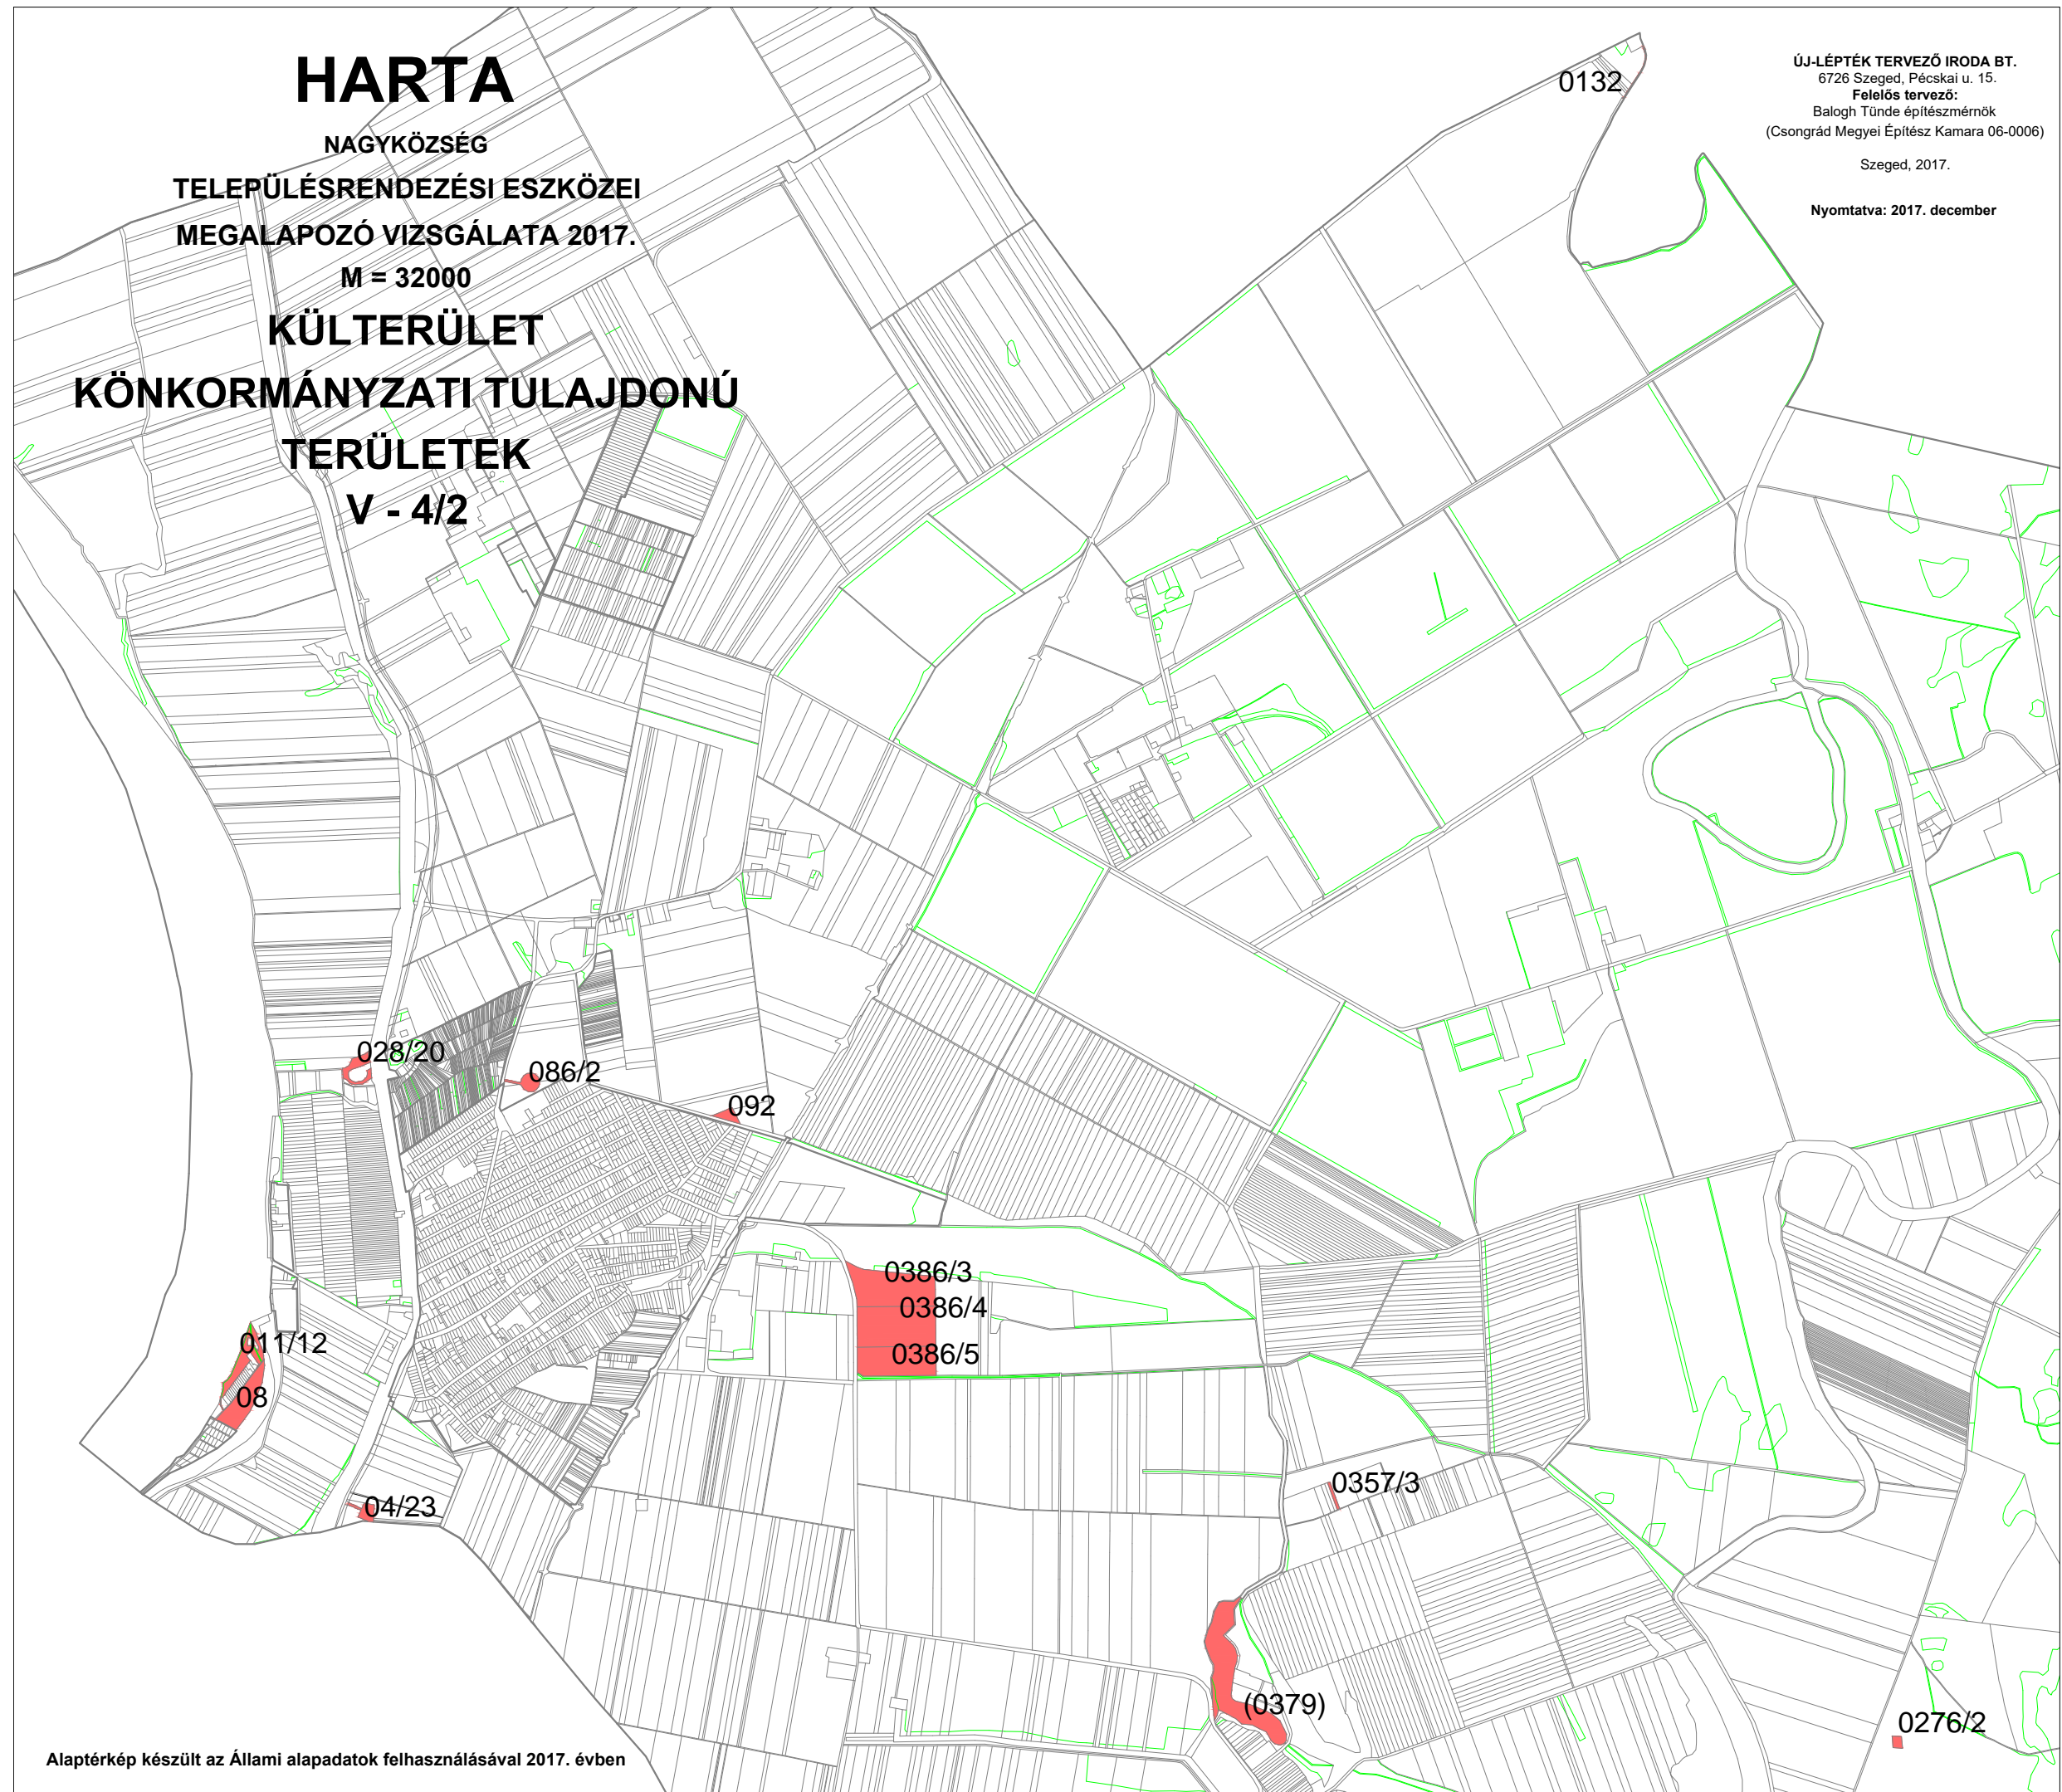 HARTA
NAGYKÖZSÉG
TELEPÜLÉSRENDEZÉSI ESZKÖZEI
MEGALAPOZÓ VIZSGÁLATA 2017.
M = 32000
KÜLTERÜLET
KÖNKORMÁNYZATI TULAJDONÚ
TERÜLETEK
V - 4/2
ÚJ-LÉPTÉK TERVEZŐ IRODA BT.
6726 Szeged, Pécskai u. 15.
Felelős tervező:
Balogh Tünde építészmérnök
(Csongrád Megyei Építész Kamara 06-0006)
Szeged, 2017.
Nyomtatva: 2017. december
0132
028/20
086/2
092
0386/3
0386/4
0386/5
011/12
08
04/23
0357/3
(0379)
0276/2
Alaptérkép készült az Állami alapadatok felhasználásával 2017. évben